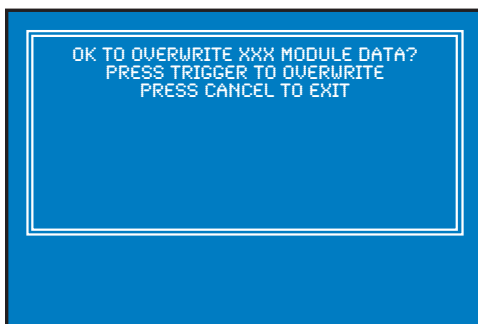 OK TO OVERWRITE XXX MODULE DATA?
PRESS TRIGGER TO OVERWRITE
PRESS CANCEL TO EXIT